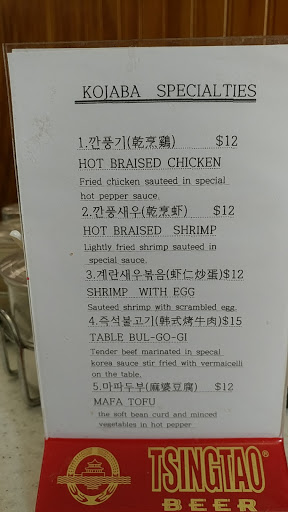 KOJABA SPECIALTIES
1.깐풍기(乾烹鷄) $12
HOT BRAISED CHICKEN
Fried chicken sauteed in special
hot pepper sauce.
2.깐풍새우(乾烹虾) $12
HOT BRAISED SHRIMP
Lightly fried shrimp sauteed in
special sauce.
3.계란새우볶음(虾仁炒蛋)$12
SHRIMP WITH EGG
Sauteed shrimp with scrambled egg.
4.즉석불고기(韩式烤牛肉)$15
TABLE BUL-GO-GI
Tender beef marinated in specal
korea sauce stir fried with vermaicelli
on the table.
5.마파두부(麻婆豆腐) $12
MAFA TOFU
the soft bean curd and minced
vegetables in hot pepper
TSINGTAO®
BEER